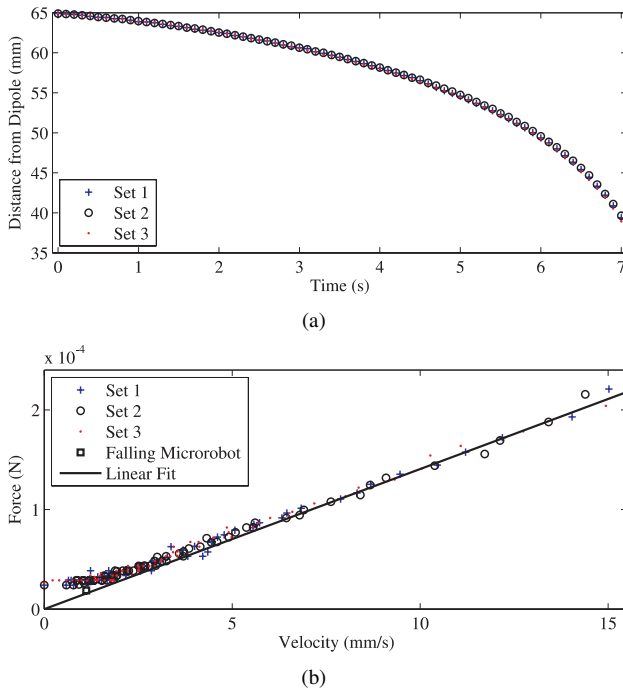 65
60
55
50
45
40
35
Distance from Dipole (mm)
Set 1
Set 2
Set 3
0 1 2 3 4 5 6 7
Time (s)
(a)
x 10⁻⁴
2
1
0
Force (N)
Set 1
Set 2
Set 3
Falling Microrobot
Linear Fit
0 5 10 15
Velocity (mm/s)
(b)